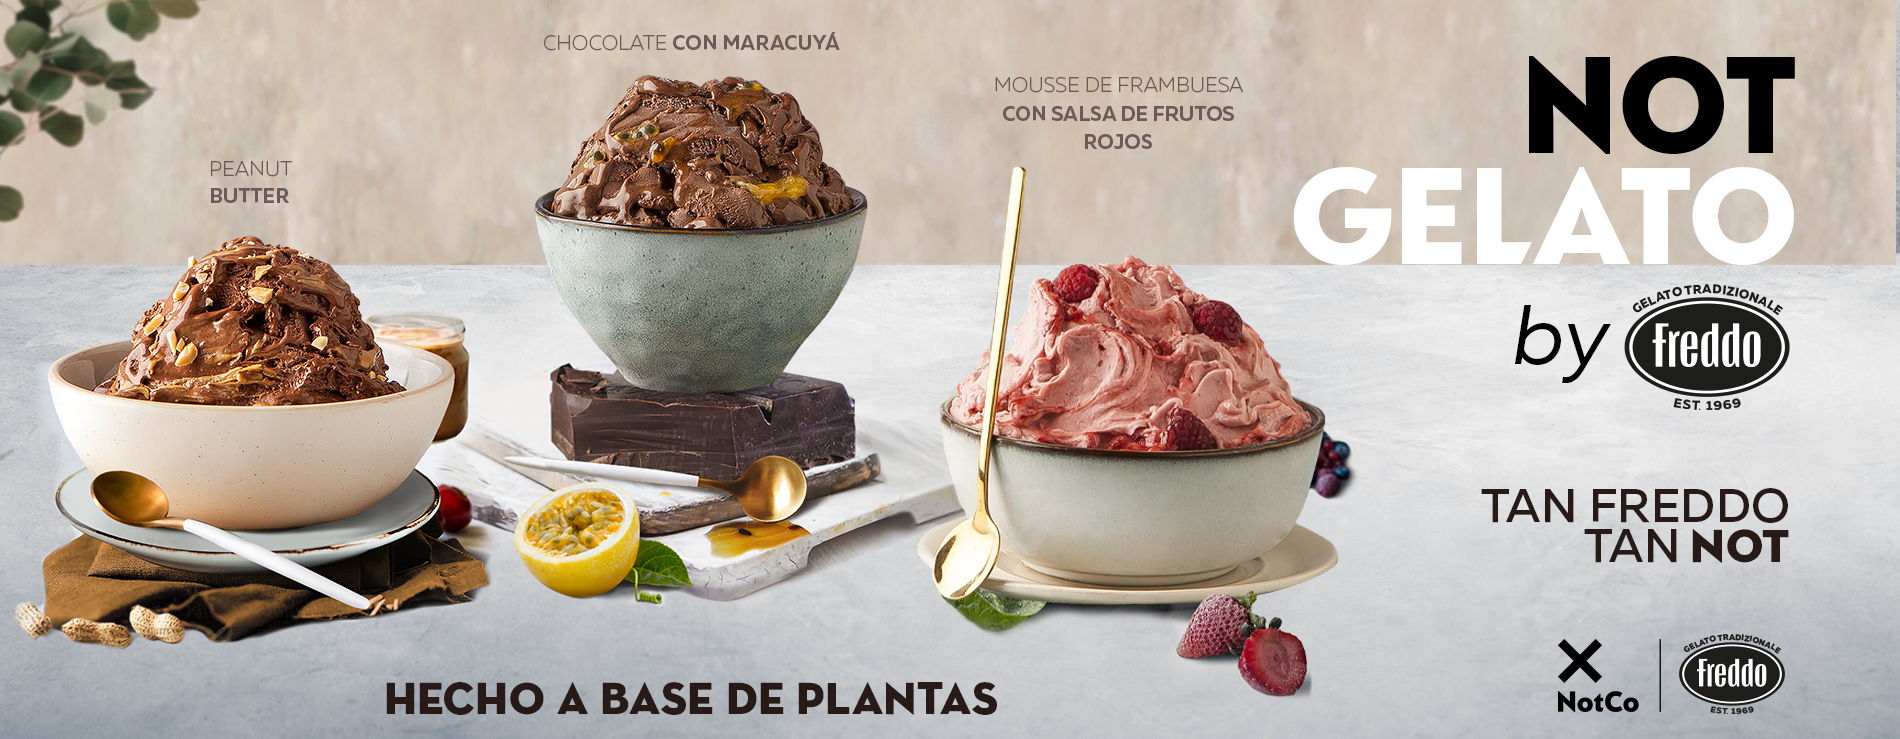 PEANUT
BUTTER
CHOCOLATE CON MARACUYÁ
MOUSSE DE FRAMBUESA
CON SALSA DE FRUTOS
ROJOS
NOT
GELATO
by
GELATO TRADIZIONALE
freddo
EST. 1969
TAN FREDDO
TAN NOT
HECHO A BASE DE PLANTAS
NotCo
GELATO TRADIZIONALE
freddo
EST. 1969